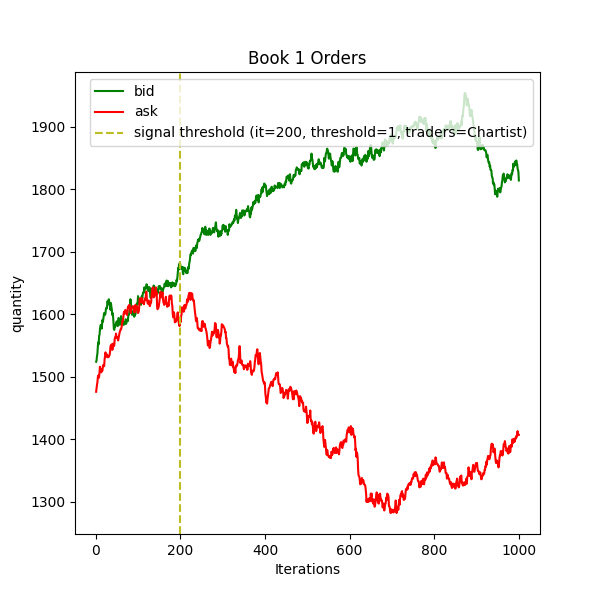 Book 1 Orders
bid
ask
signal threshold (it=200, threshold=1, traders=Chartist)
1900
1800
1700
1600
1500
1400
1300
quantity
0 200 400 600 800 1000
Iterations